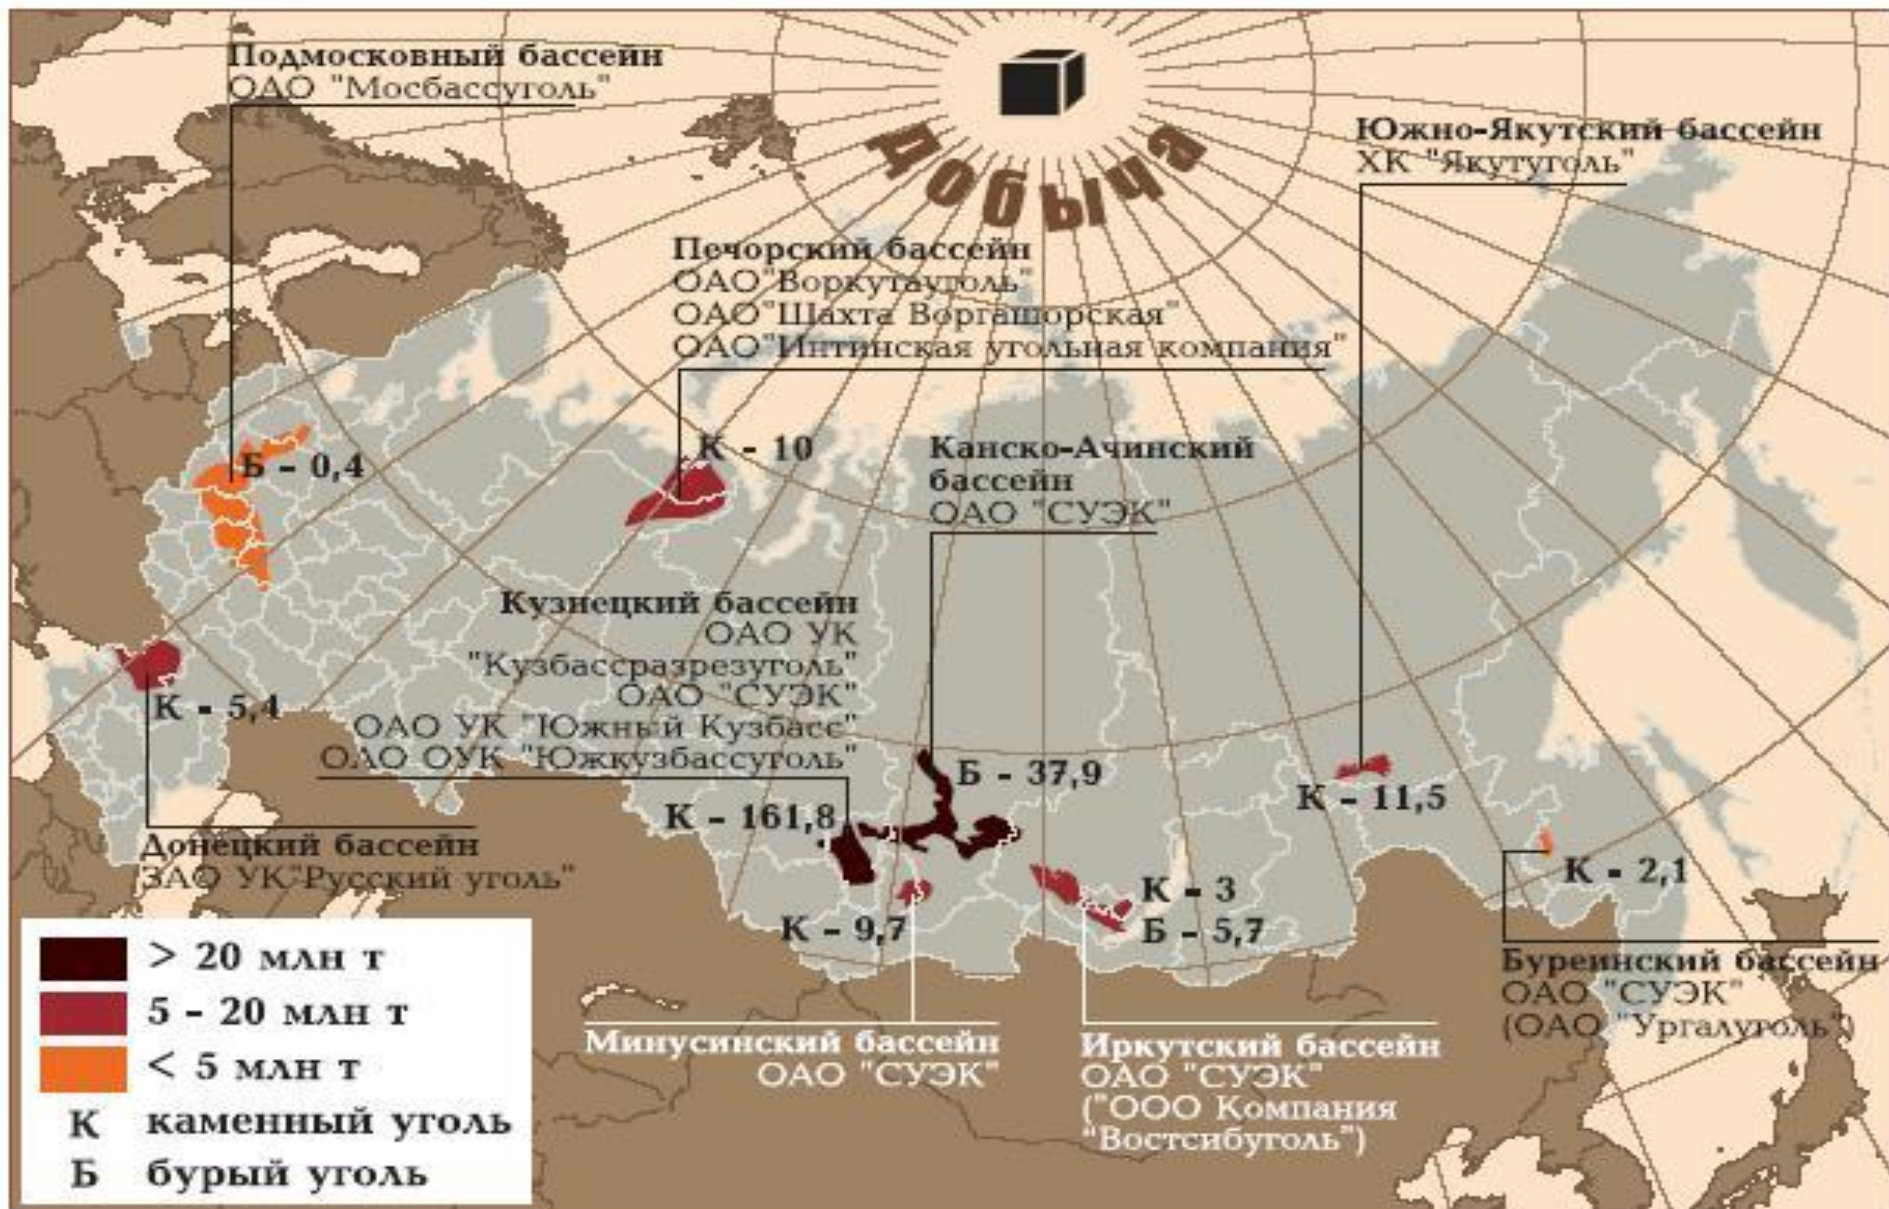 Подмосковный бассейн
ОАО "Мосбассуголь"
добыча
Южно-Якутский бассейн
ХК "Якутуголь"
Печорский бассейн
ОАО"Воркутауголь"
ОАО"Шахта Воргашорская"
ОАО"Интинская угольная компания"
К - 10
Б - 0,4
Канско-Ачинский
бассейн
ОАО "СУЭК"
Кузнецкий бассейн
ОАО УК
"Кузбассразрезуголь"
ОАО "СУЭК"
ОАО УК "Южный Кузбасс"
ОАО ОУК "Южкузбассуголь"
К - 5,4
Б - 37,9
К - 11,5
К - 161,8
Донецкий бассейн
ЗАО УК"Русский уголь"
К - 2,1
К - 3
Б - 5,7
К - 9,7
Буреинский бассейн
ОАО "СУЭК"
(ОАО "Ургалуголь")
Минусинский бассейн
ОАО "СУЭК"
Иркутский бассейн
ОАО "СУЭК"
("ООО Компания
“Востсибуголь”)
> 20 млн т
5 - 20 млн т
< 5 млн т
К каменный уголь
Б бурый уголь